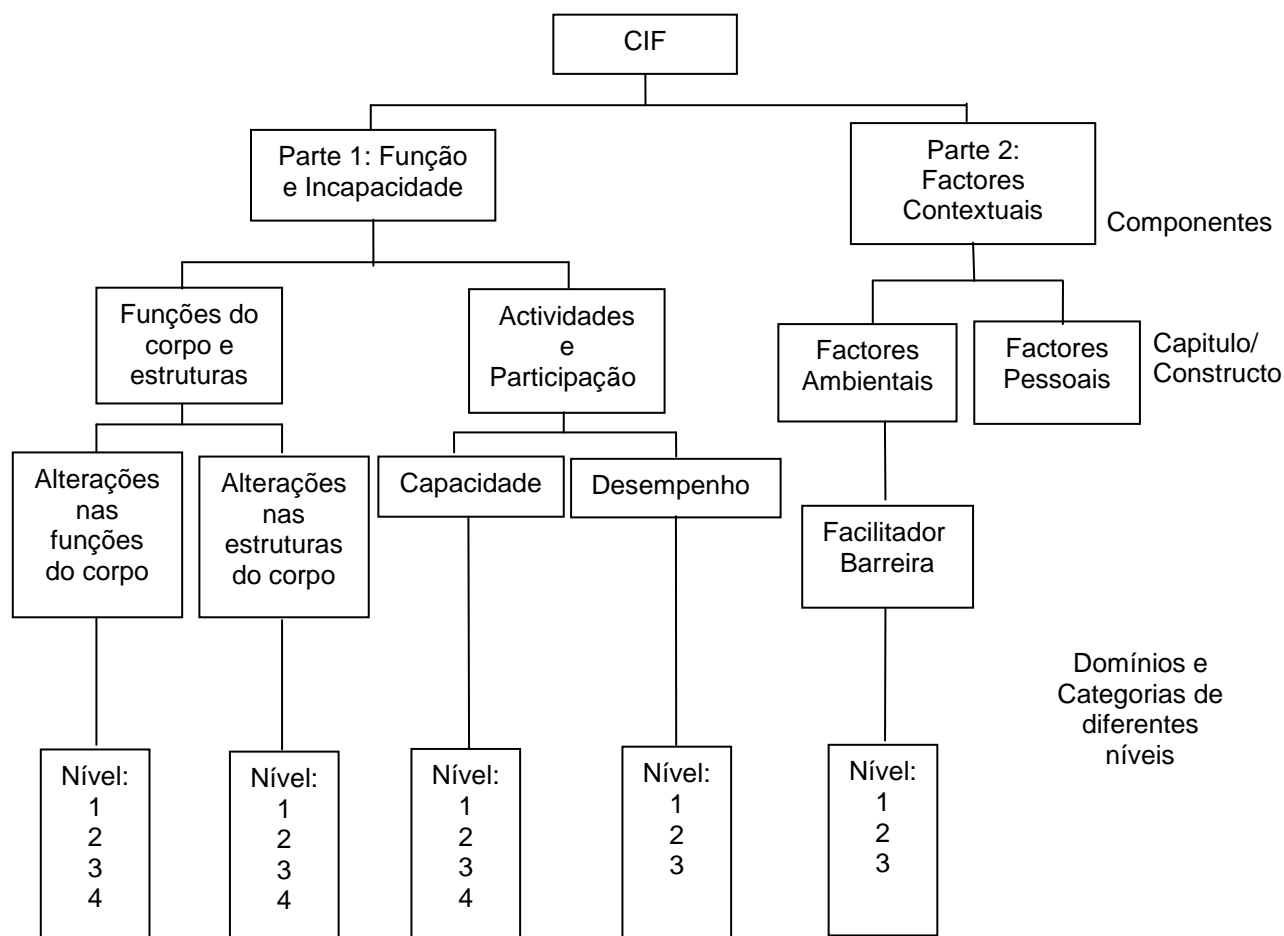 CIF
Parte 1: Função
e Incapacidade
Parte 2:
Factores
Contextuais
Componentes
Funções do
corpo e
estruturas
Actividades
e
Participação
Factores
Ambientais
Factores
Pessoais
Capitulo/
Constructo
Alterações
nas
funções
do corpo
Alterações
nas
estruturas
do corpo
Capacidade
Desempenho
Facilitador
Barreira
Domínios e
Categorias de
diferentes
níveis
Nível:
1
2
3
4
Nível:
1
2
3
4
Nível:
1
2
3
4
Nível:
1
2
3
Nível:
1
2
3